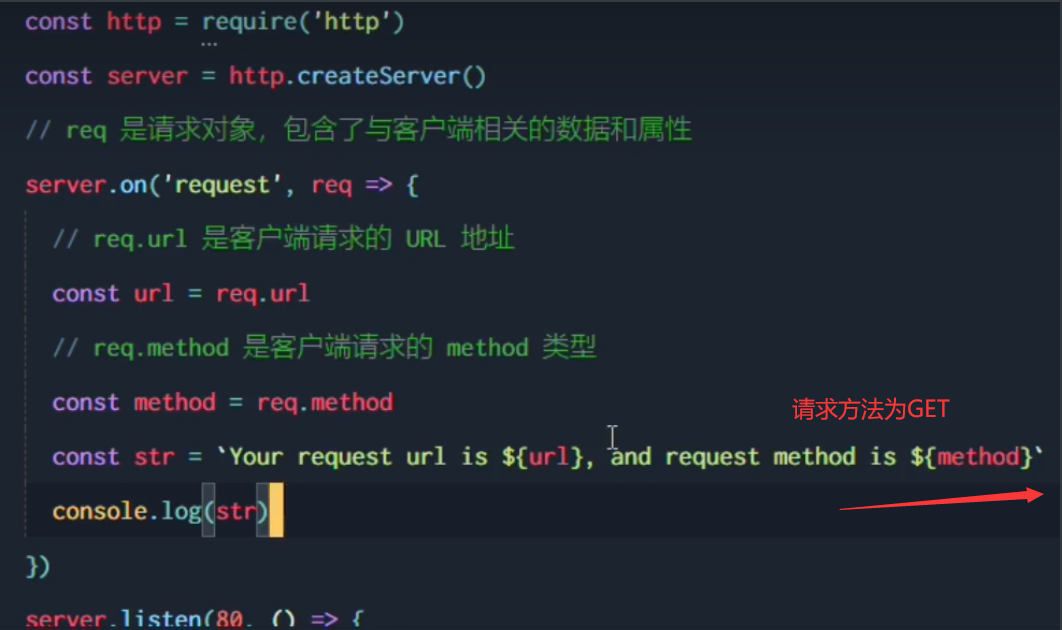 const http = require('http')
const server = http.createServer()
// req 是请求对象，包含了与客户端相关的数据和属性
server.on('request', req => {
// req.url 是客户端请求的 URL 地址
const url = req.url
// req.method 是客户端请求的 method 类型
const method = req.method
请求方法为GET
const str = `Your request url is ${url}, and request method is ${method}`
console.log(str)
})
server.listen(80, () => {